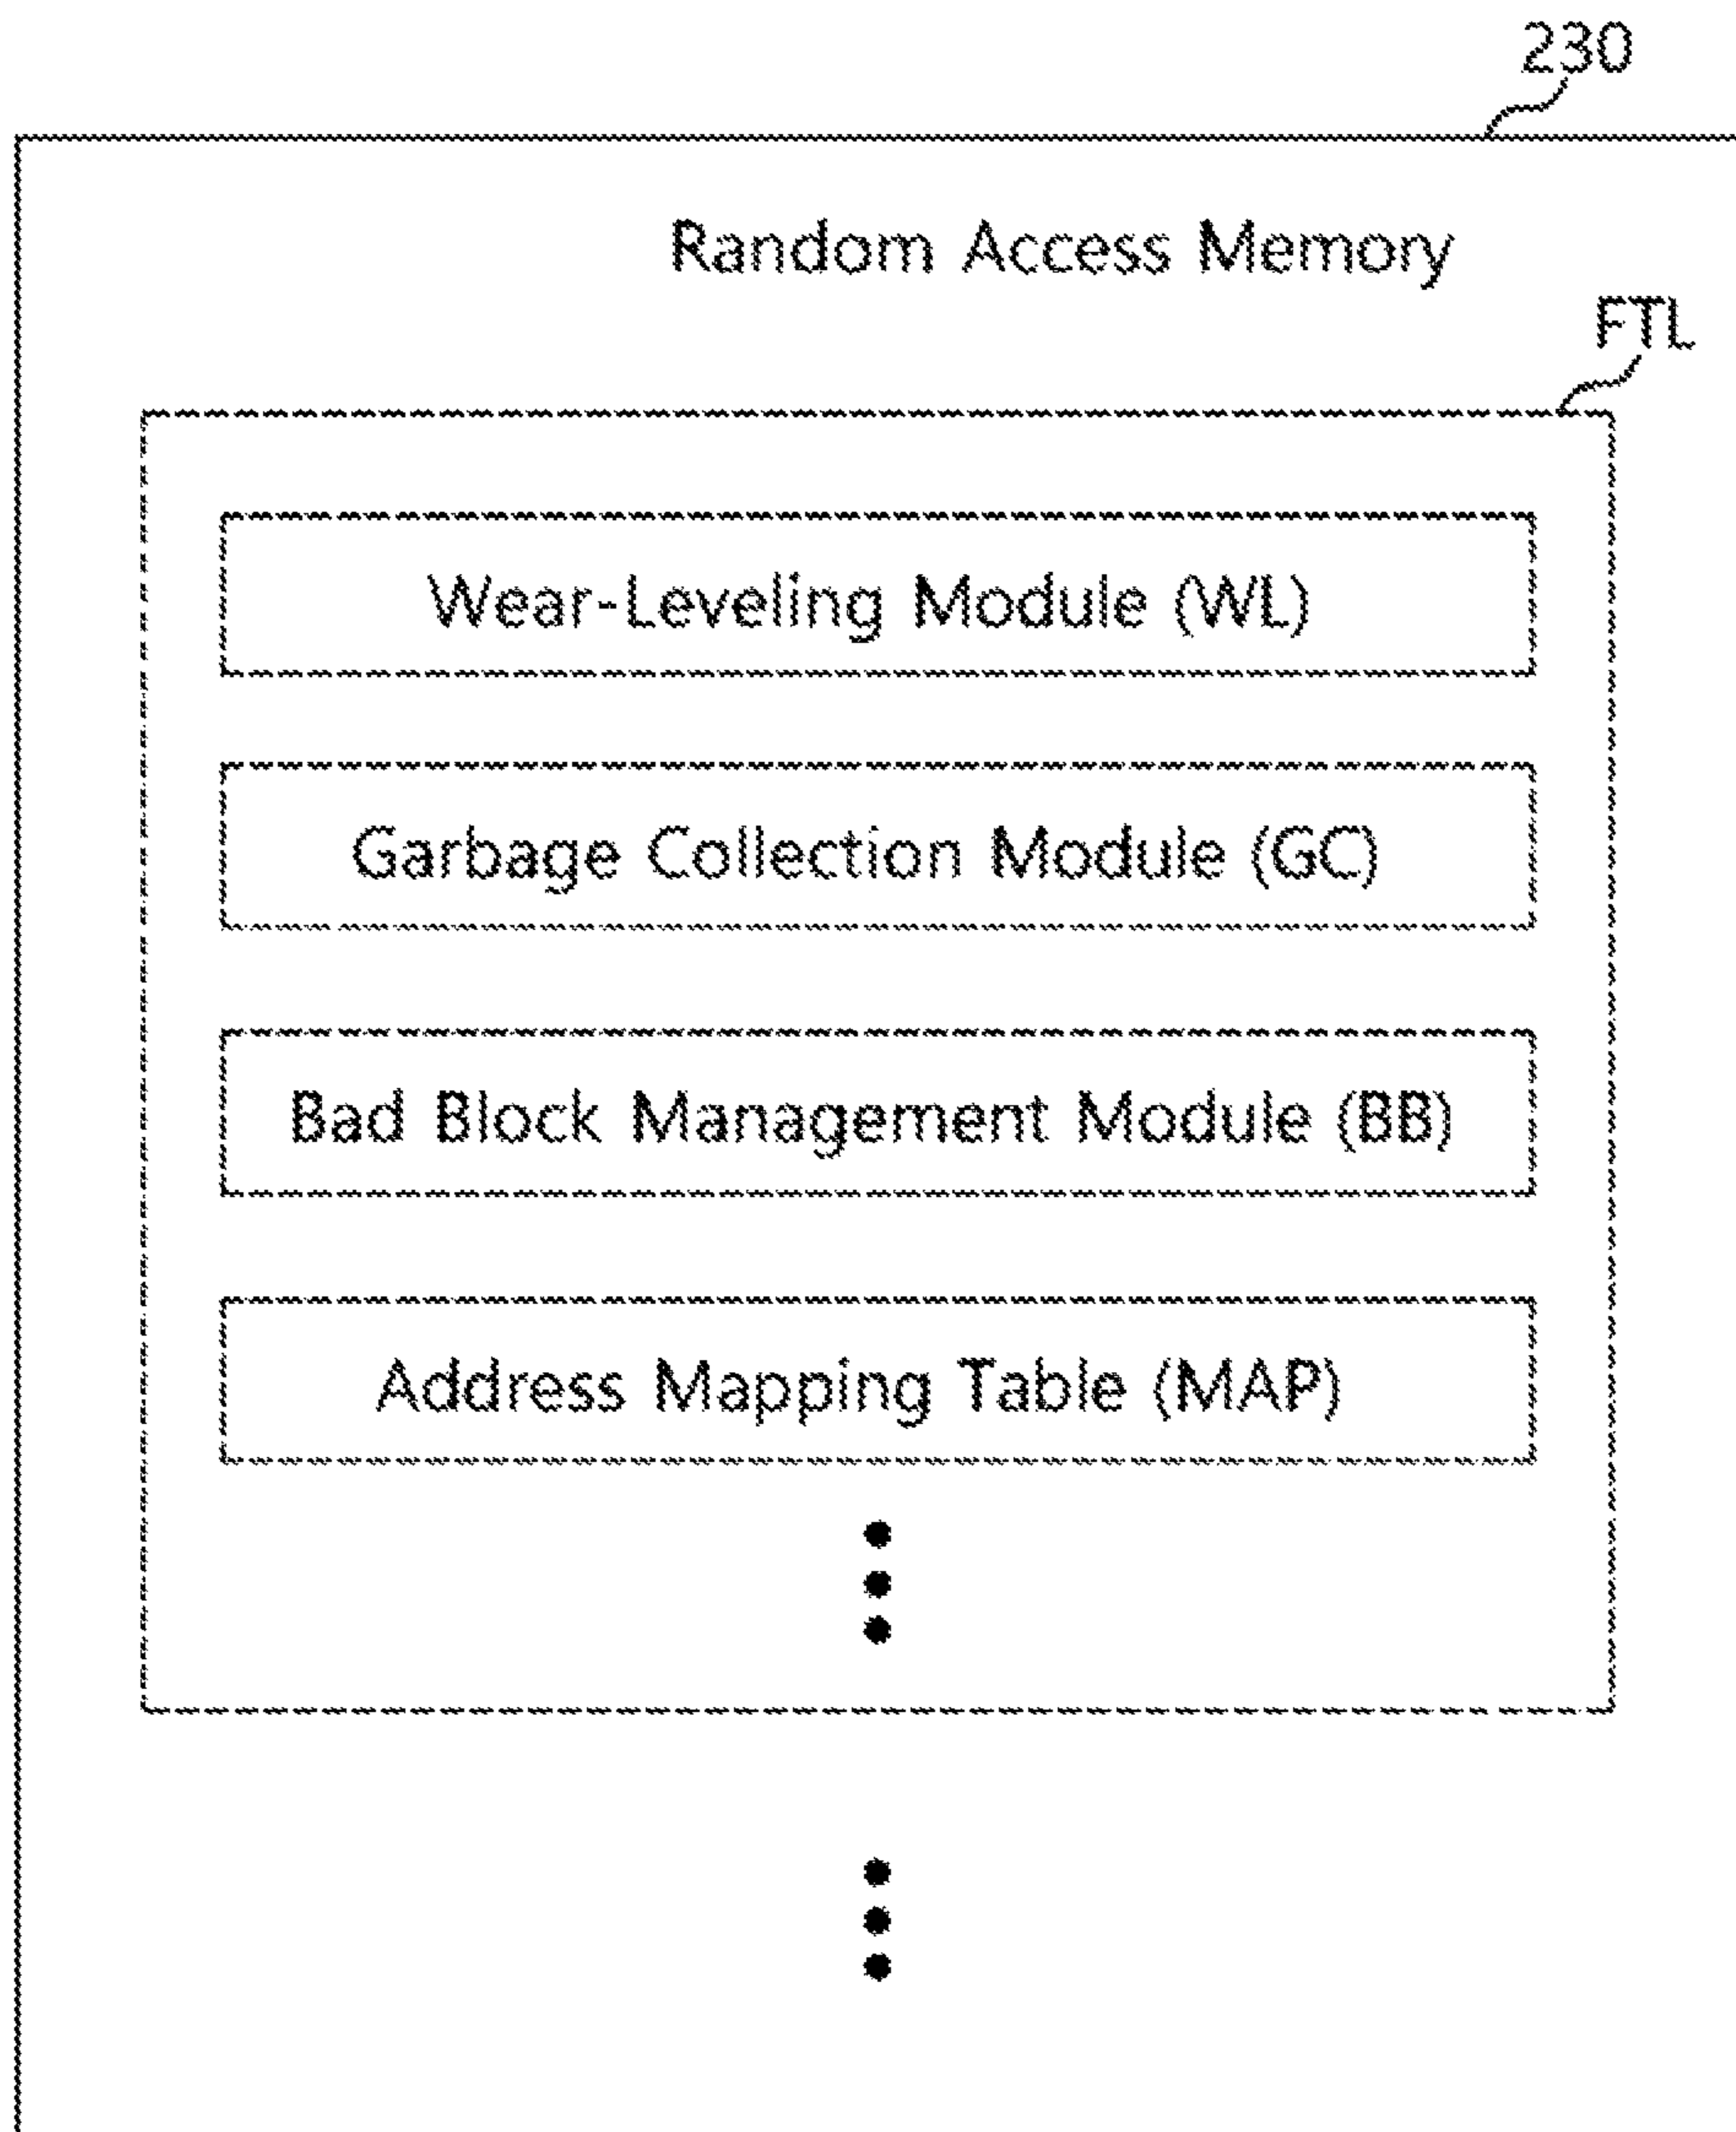 230
Random Access Memory
FTL
Wear-Leveling Module (WL)
Garbage Collection Module (GC)
Bad Block Management Module (BB)
Address Mapping Table (MAP)